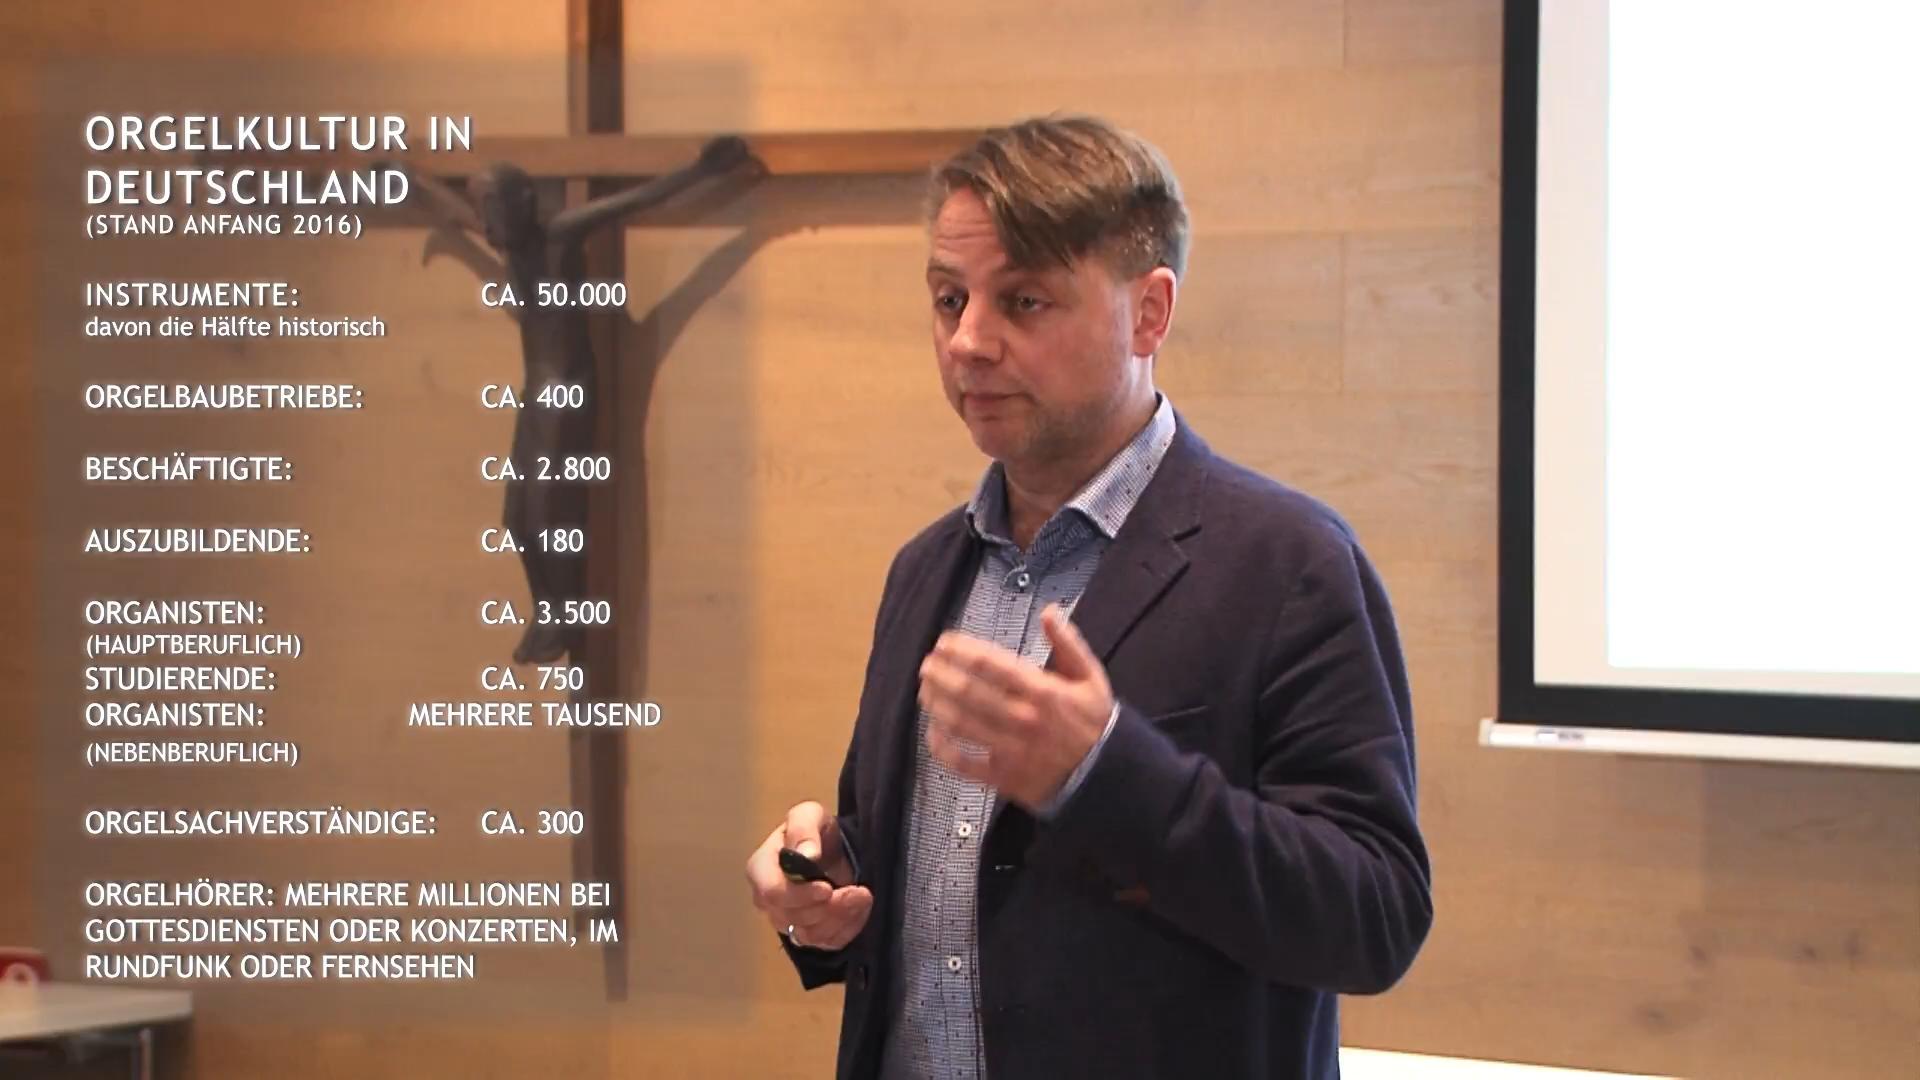 ORGELKULTUR IN
DEUTSCHLAND
(STAND ANFANG 2016)
INSTRUMENTE: CA. 50.000
davon die Hälfte historisch
ORGELBAUBETRIEBE: CA. 400
BESCHÄFTIGTE: CA. 2.800
AUSZUBILDENDE: CA. 180
ORGANISTEN: CA. 3.500
(HAUPTBERUFLICH)
STUDIERENDE: CA. 750
ORGANISTEN: MEHRERE TAUSEND
(NEBENBERUFLICH)
ORGELSACHVERSTÄNDIGE: CA. 300
ORGELHÖRER: MEHRERE MILLIONEN BEI
GOTTESDIENSTEN ODER KONZERTEN, IM
RUNDFUNK ODER FERNSEHEN